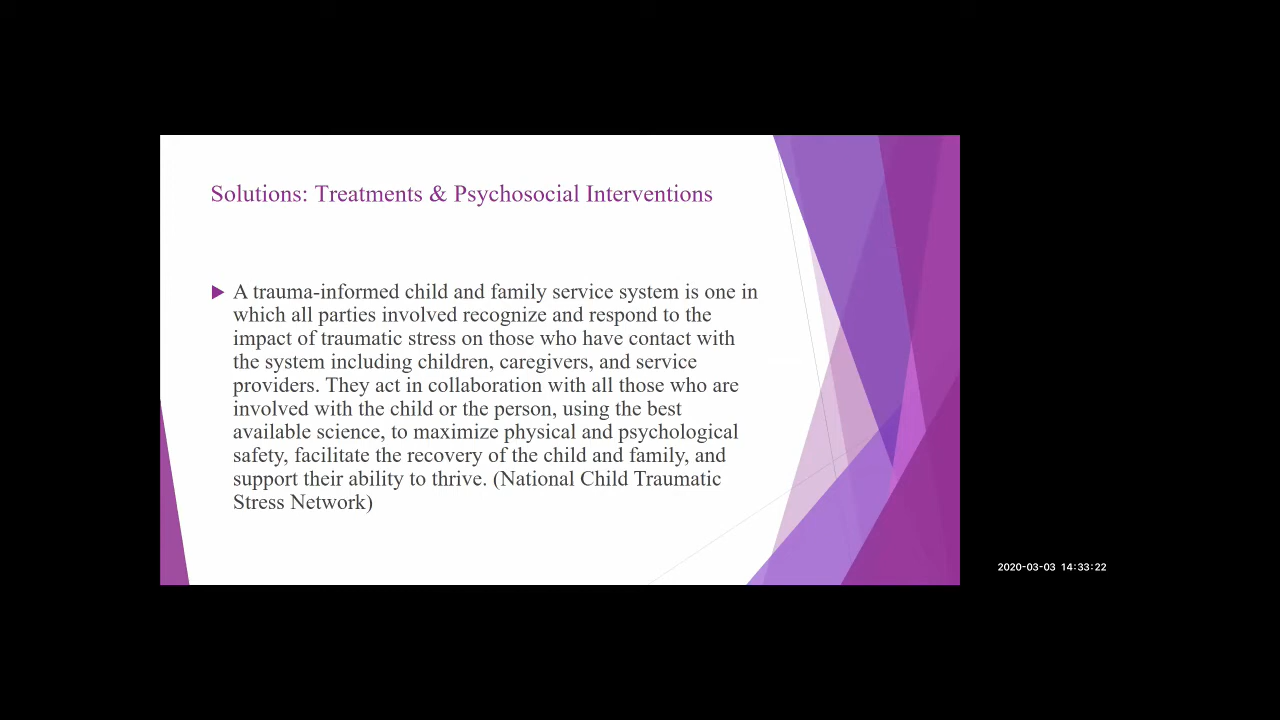 Solutions: Treatments & Psychosocial Interventions
A trauma-informed child and family service system is one in
which all parties involved recognize and respond to the
impact of traumatic stress on those who have contact with
the system including children, caregivers, and service
providers. They act in collaboration with all those who are
involved with the child or the person, using the best
available science, to maximize physical and psychological
safety, facilitate the recovery of the child and family, and
support their ability to thrive. (National Child Traumatic
Stress Network)
2020-03-03 14:33:22